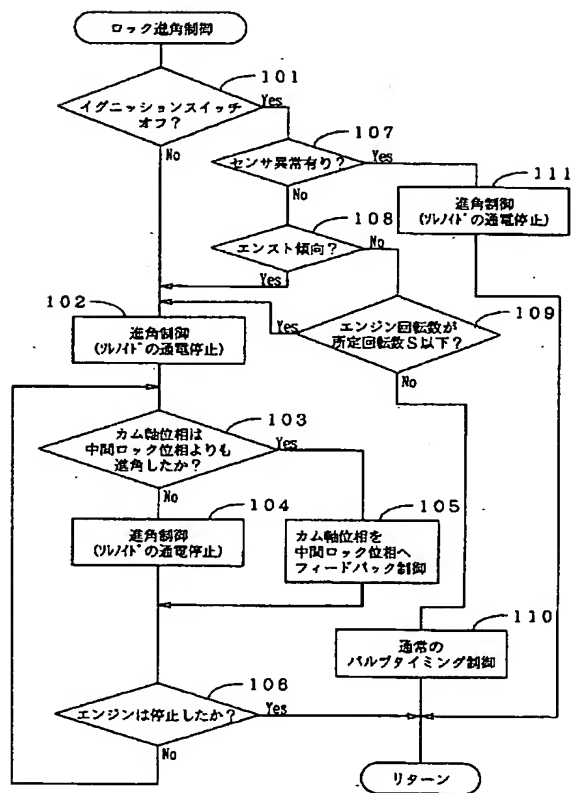 ロック進角制御
101
イグニッションスイッチ
オフ?
Yes
No
107
センサ異常有り?
Yes
No
111
進角制御
(ソレノイドの通電停止)
108
エンスト傾向?
No
Yes
102
進角制御
(ソレノイドの通電停止)
109
エンジン回転数が
所定回転数S以下?
Yes
No
103
カム軸位相は
中間ロック位相よりも
進角したか?
Yes
No
104
進角制御
(ソレノイドの通電停止)
105
カム軸位相を
中間ロック位相へ
フィードバック制御
110
通常の
バルブタイミング制御
106
エンジンは停止したか?
Yes
No
リターン